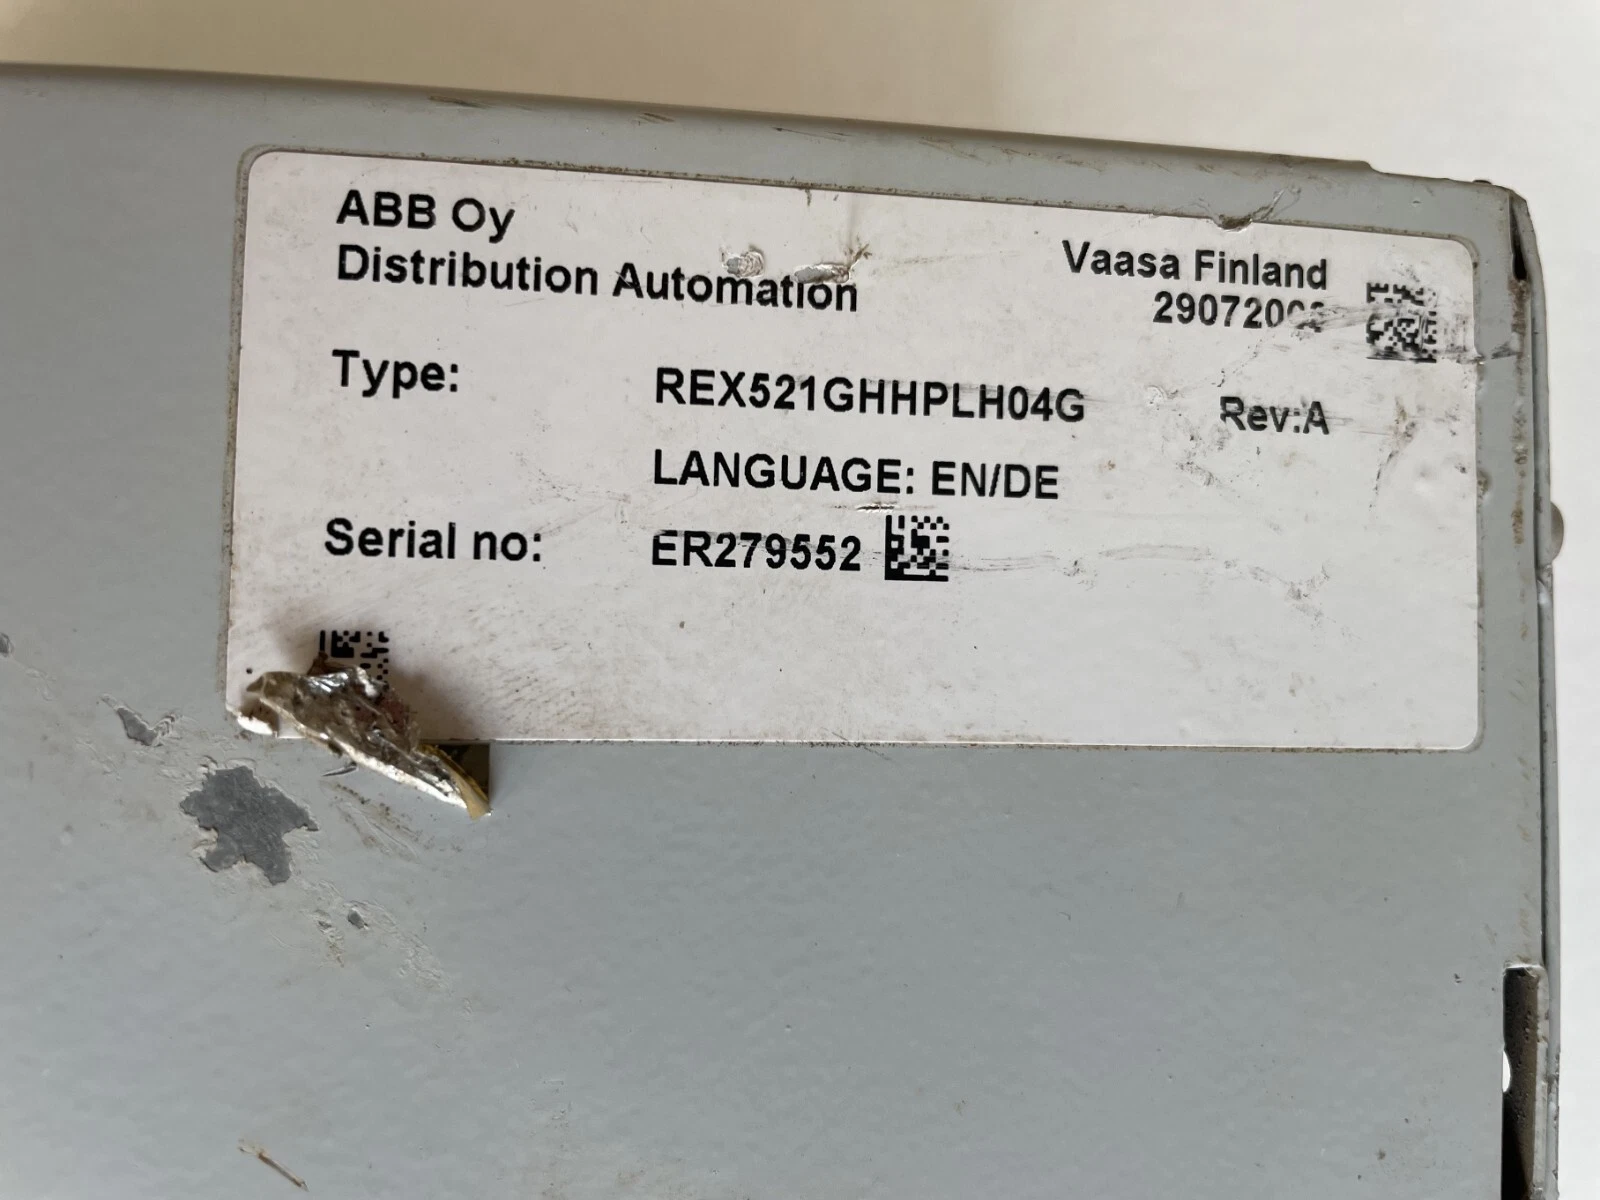 ABB Oy
Distribution Automation
Vaasa Finland
Type: REX521GHHPLH04G Rev:A
LANGUAGE: EN/DE
Serial no: ER279552